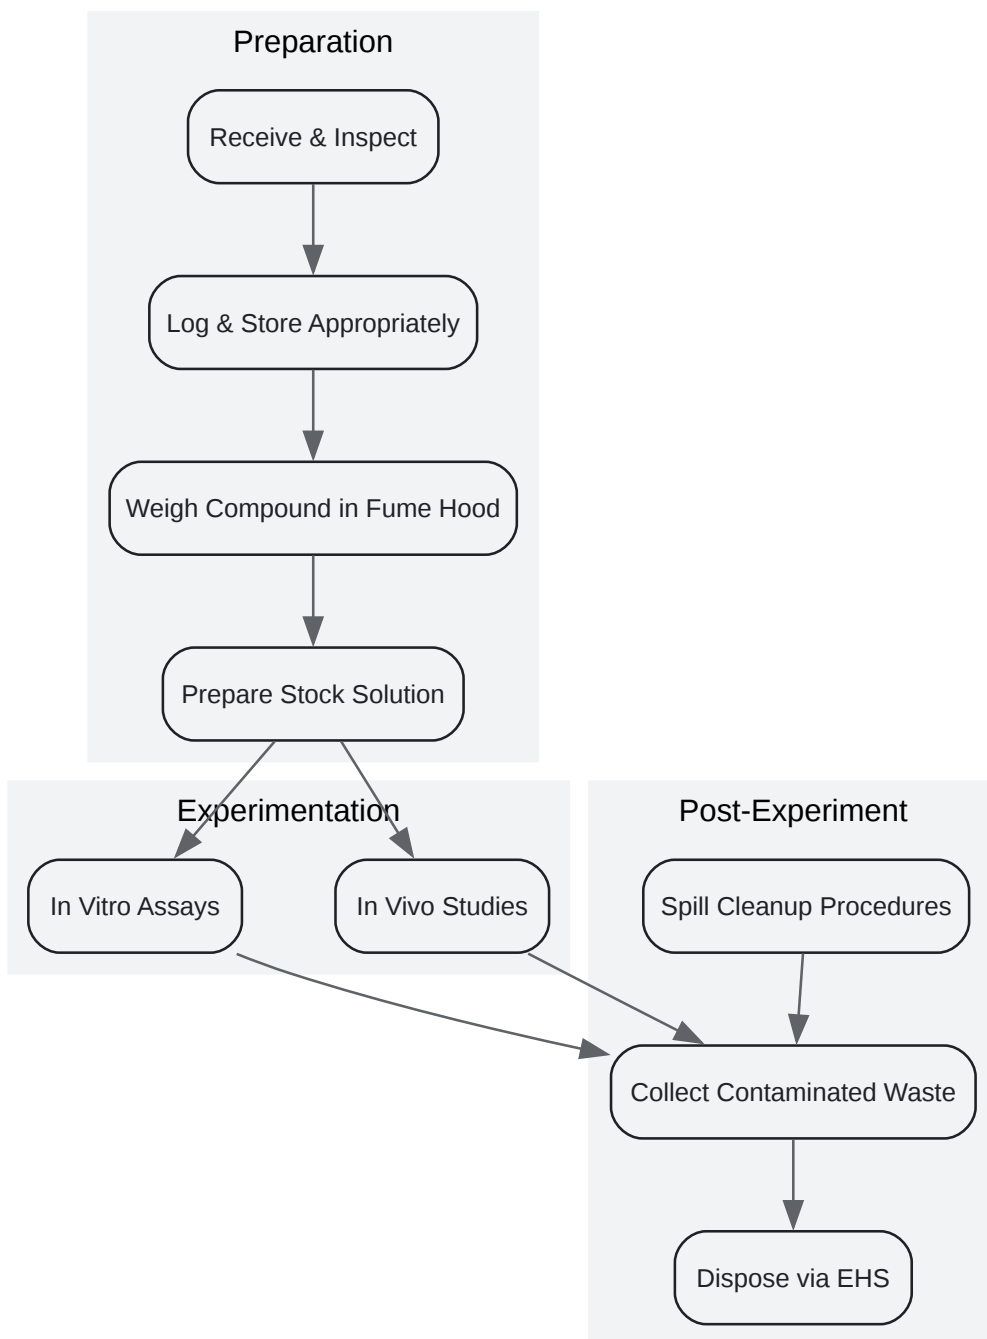 Preparation
Receive & Inspect
Log & Store Appropriately
Weigh Compound in Fume Hood
Prepare Stock Solution
Experimentation
In Vitro Assays
In Vivo Studies
Post-Experiment
Spill Cleanup Procedures
Collect Contaminated Waste
Dispose via EHS